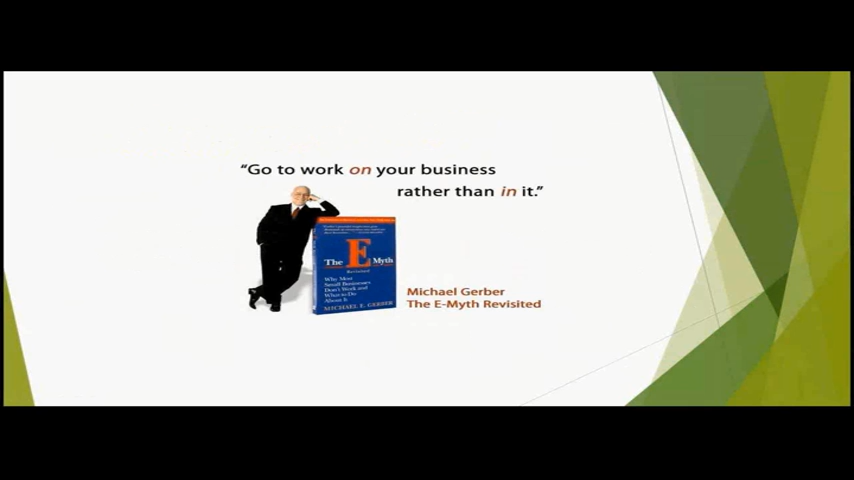 “Go to work on your business
rather than in it.”
The E Myth
Revisited
Why Most
Small Businesses
Don't Work and
What to Do
About It
MICHAEL E. GERBER
Michael Gerber
The E-Myth Revisited